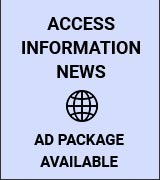 ACCESS
INFORMATION
NEWS
AD PACKAGE
AVAILABLE